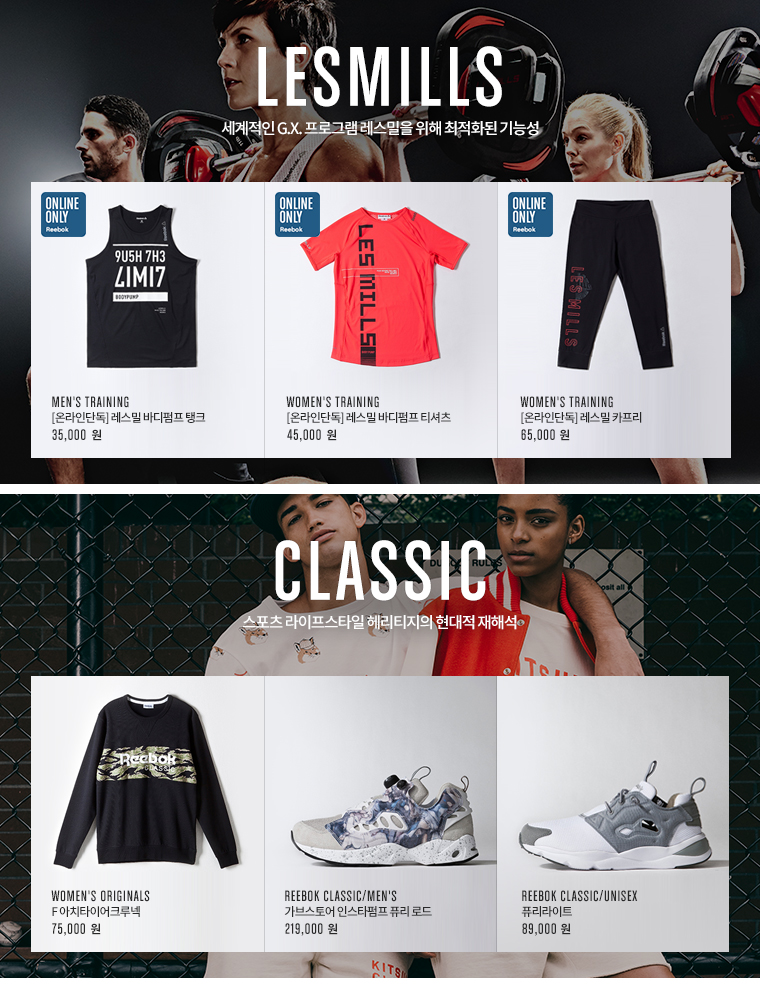 LESMILLS
세계적인 G.X. 프로그램 레스밀을 위해 최적화된 기능성
ONLINE
ONLY
Reebok
9U5H 7H3
LIMI7
BODYPUMP
MEN'S TRAINING
[온라인단독] 레스밀 바디펌프 탱크
35,000 원
ONLINE
ONLY
Reebok
LES MILLS
WOMEN'S TRAINING
[온라인단독] 레스밀 바디펌프 티셔츠
45,000 원
ONLINE
ONLY
Reebok
LES MILLS
WOMEN'S TRAINING
[온라인단독] 레스밀 카프리
65,000 원
RULES
CLASSIC
스포츠 라이프스타일 헤리티지의 현대적 재해석
KITSU
Reebok
CLASSIC
WOMEN'S ORIGINALS
F 아치타이어크루넥
75,000 원
REEBOK CLASSIC/MEN'S
가브스토어 인스타펌프 퓨리 로드
219,000 원
REEBOK CLASSIC/UNISEX
퓨리라이트
89,000 원
KITS